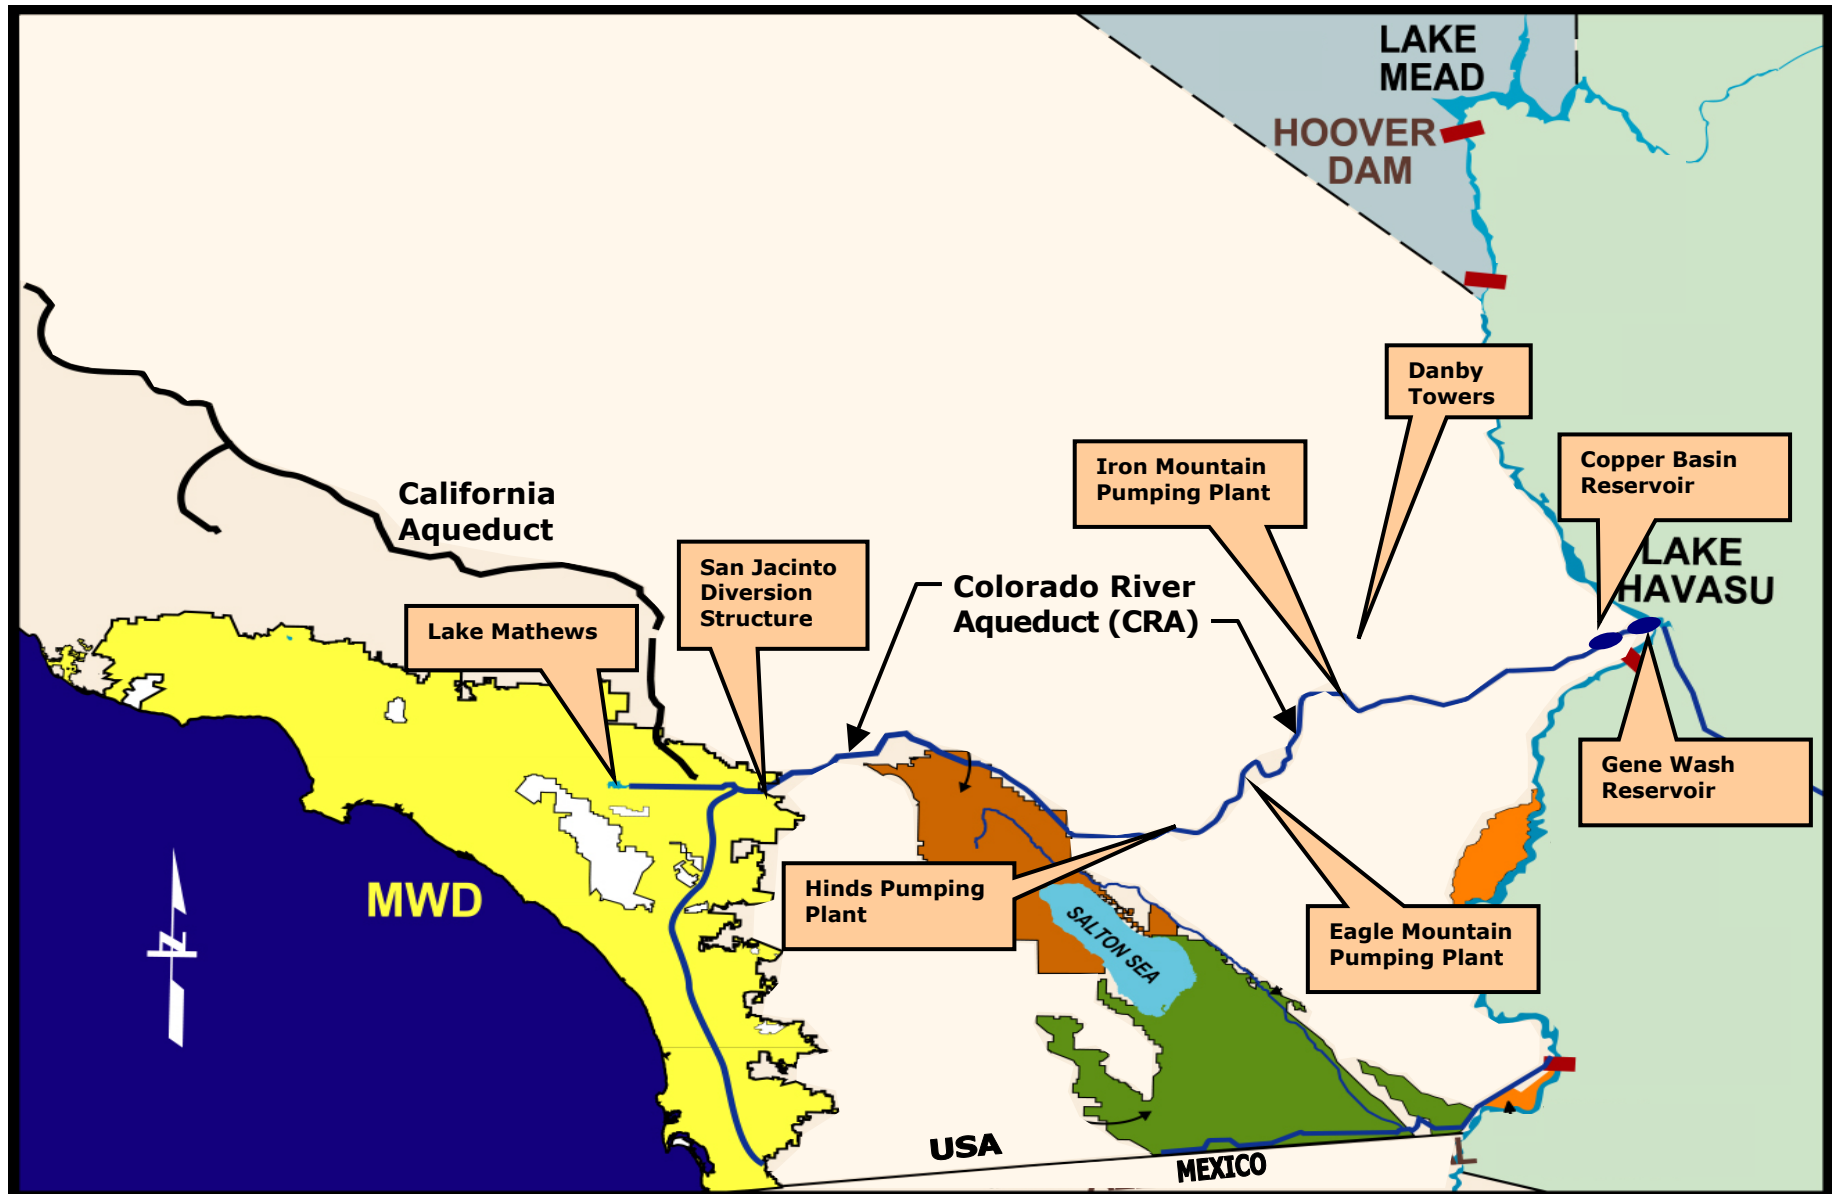 LAKE
MEAD
HOOVER
DAM
Danby
Towers
Iron Mountain
Pumping Plant
Copper Basin
Reservoir
California
Aqueduct
LAKE
HAVASU
San Jacinto
Diversion
Structure
Colorado River
Aqueduct (CRA)
Lake Mathews
Gene Wash
Reservoir
MWD
Hinds Pumping
Plant
SALTON SEA
Eagle Mountain
Pumping Plant
N
USA
MEXICO